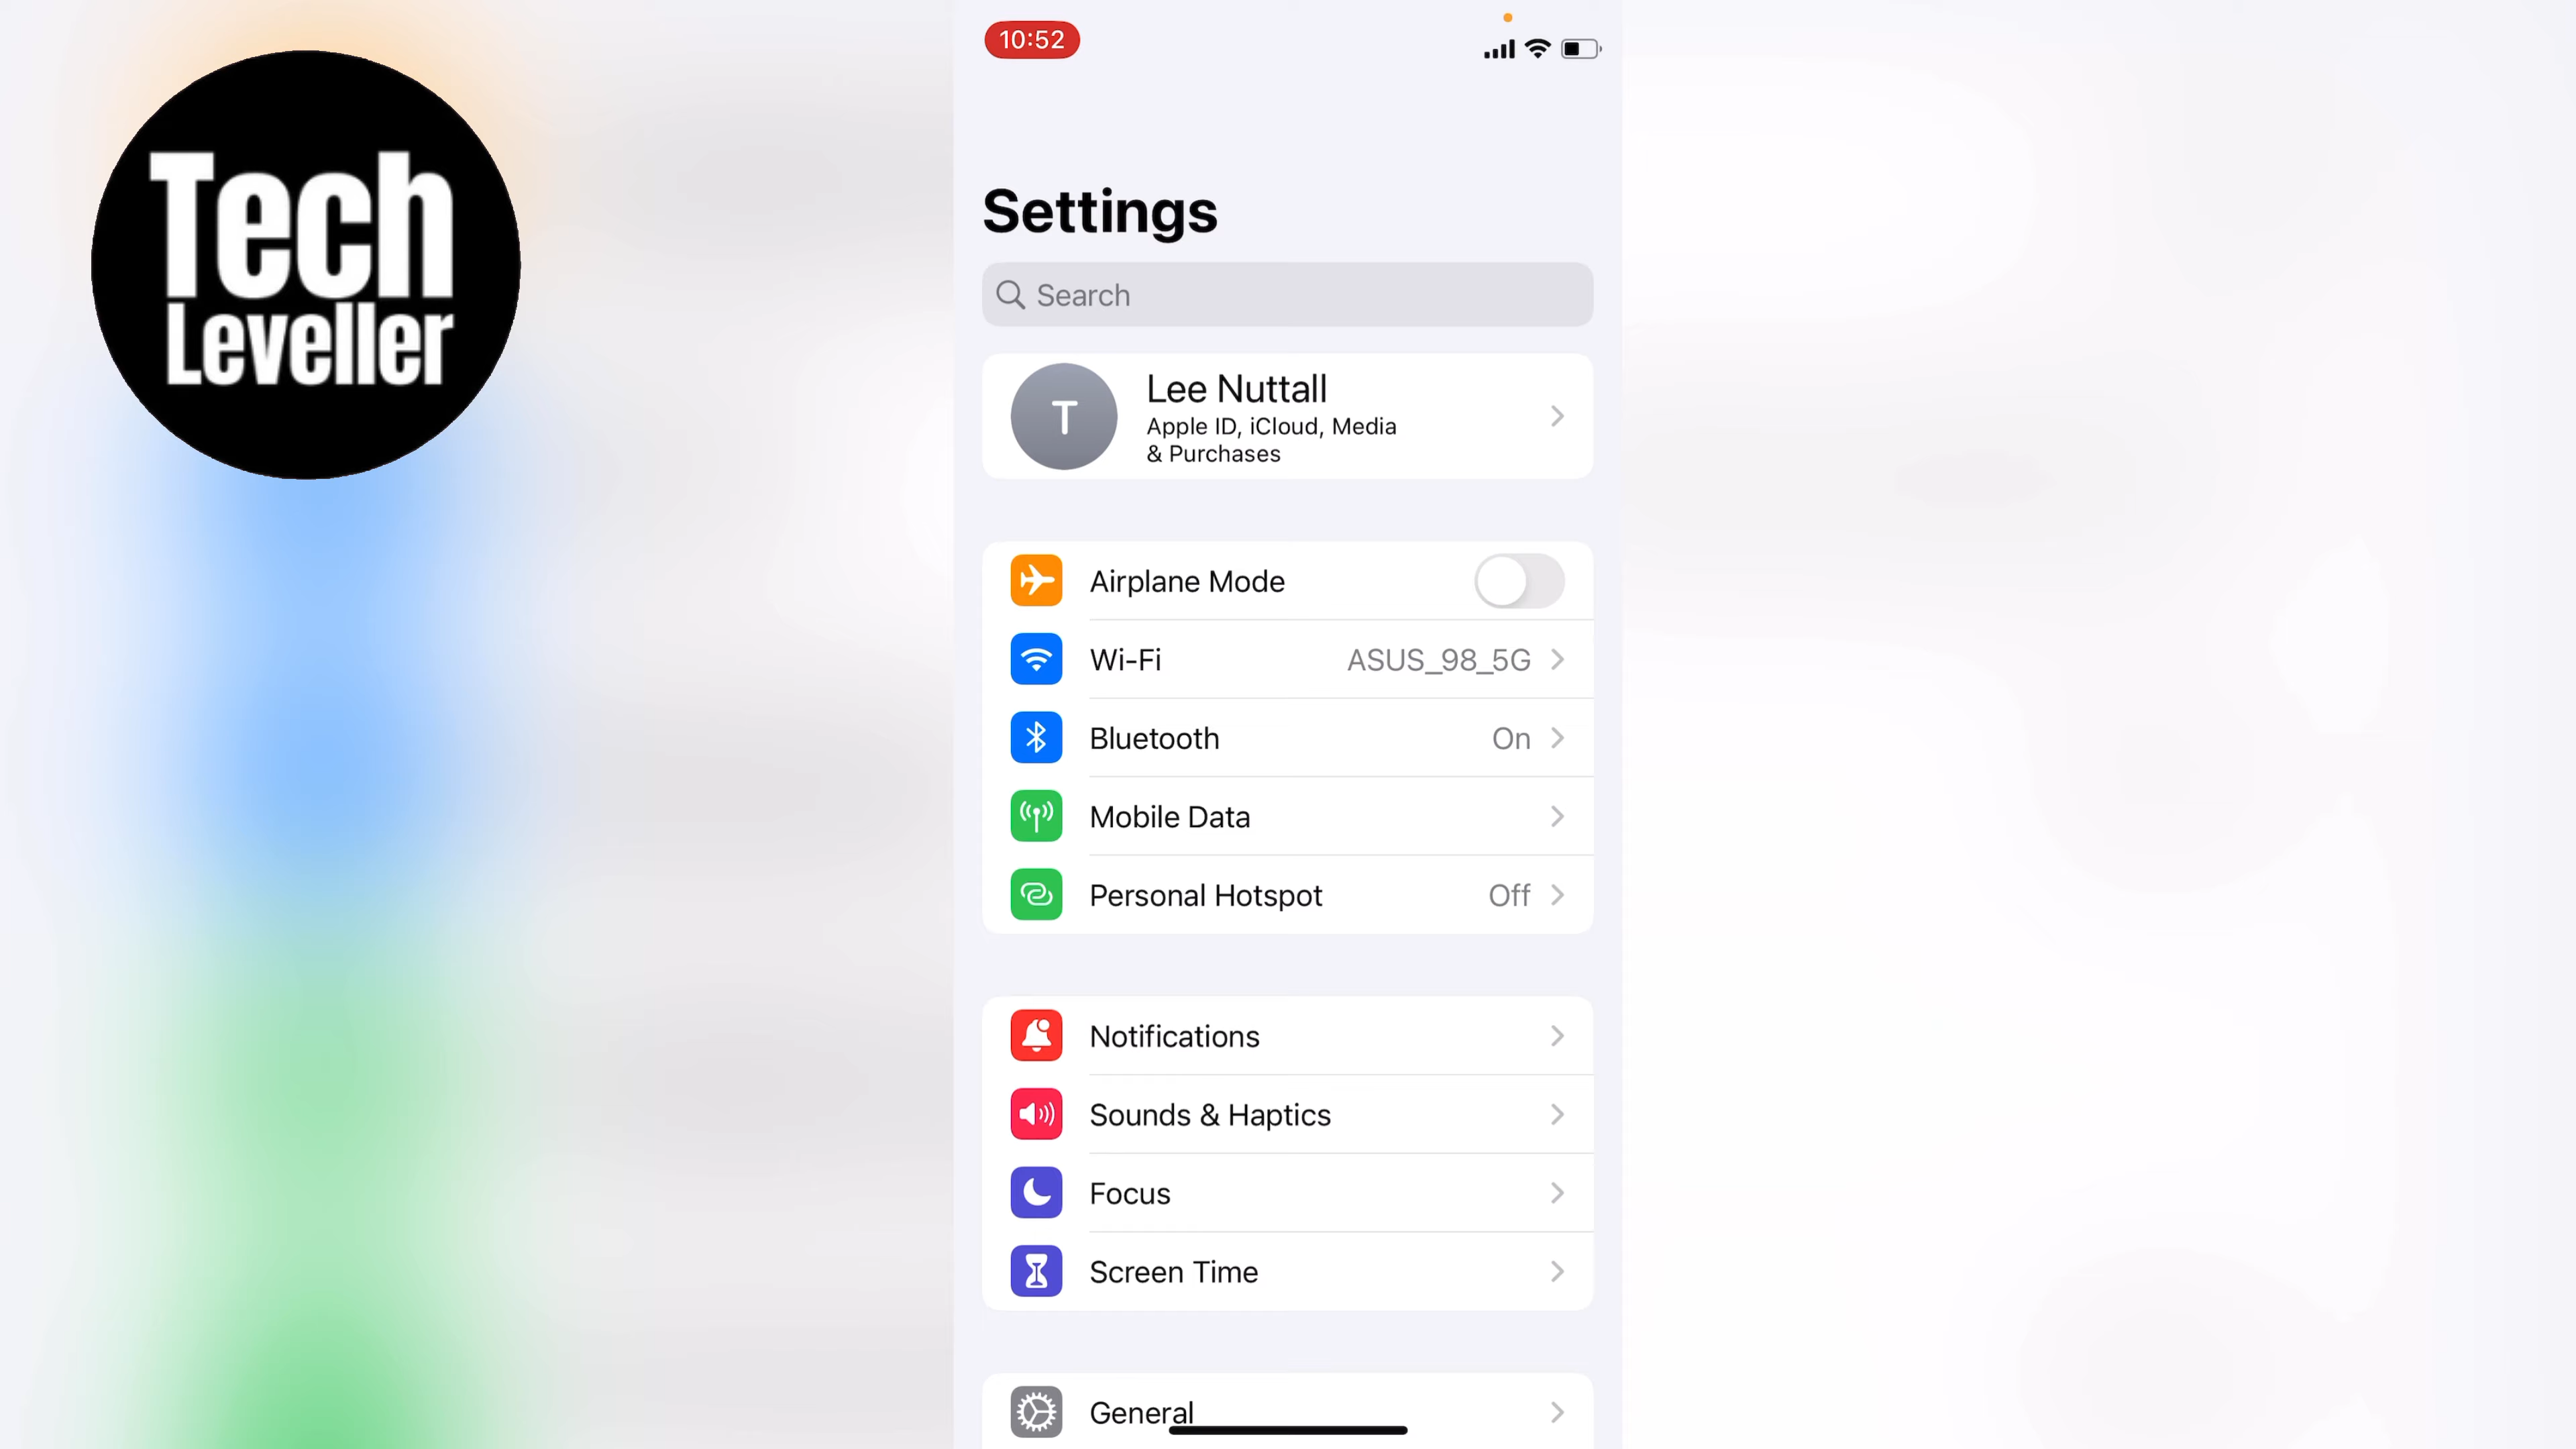 Tech
Leveller
10:52
Settings
Search
T
Lee Nuttall
Apple ID, iCloud, Media
& Purchases
Airplane Mode
Wi-Fi ASUS_98_5G
Bluetooth On
Mobile Data
Personal Hotspot Off
Notifications
Sounds & Haptics
Focus
Screen Time
General